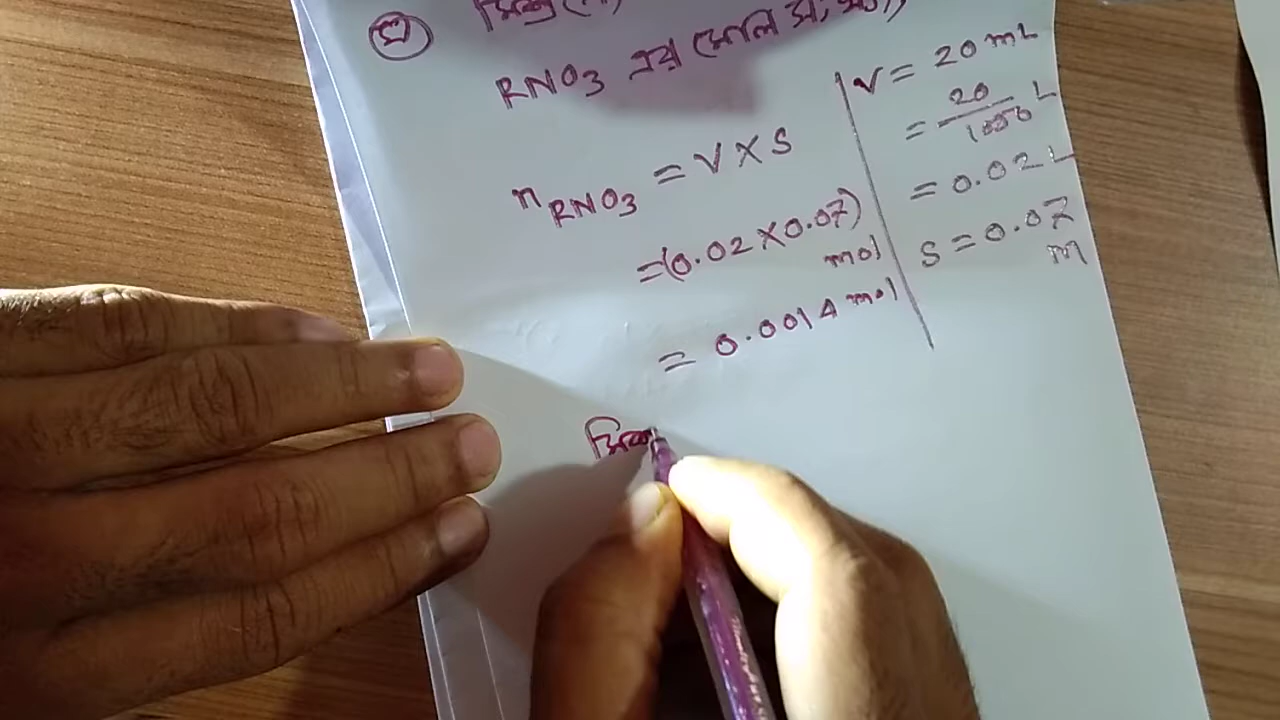 ঘ
RNO3 এর মোল সং
n RNO3 = V X S
= (0.02 X 0.07) mol
= 0.0014 mol
V = 20 mL
= 20/1000 L
= 0.02 L
S = 0.07 M